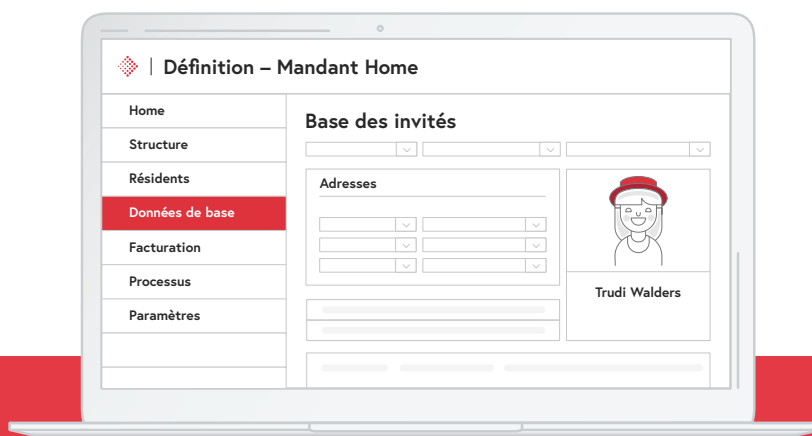 Définition – Mandant Home
Home
Structure
Résidents
Données de base
Facturation
Processus
Paramètres
Base des invités
Adresses
Trudi Walders